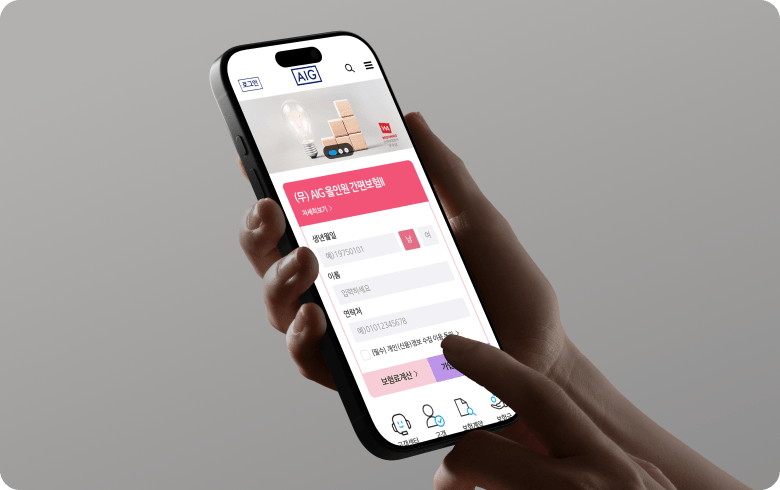 로그인
AIG
(무) AIG 올인원 간편보험II
자세히보기 >
생년월일
예) 19750101
남
여
이름
입력하세요
연락처
예)01012345678
(필수) 개인(신용)정보 수집 이용 동의 >
보험료계산 >
고객센터
고객
보험계약
보험금